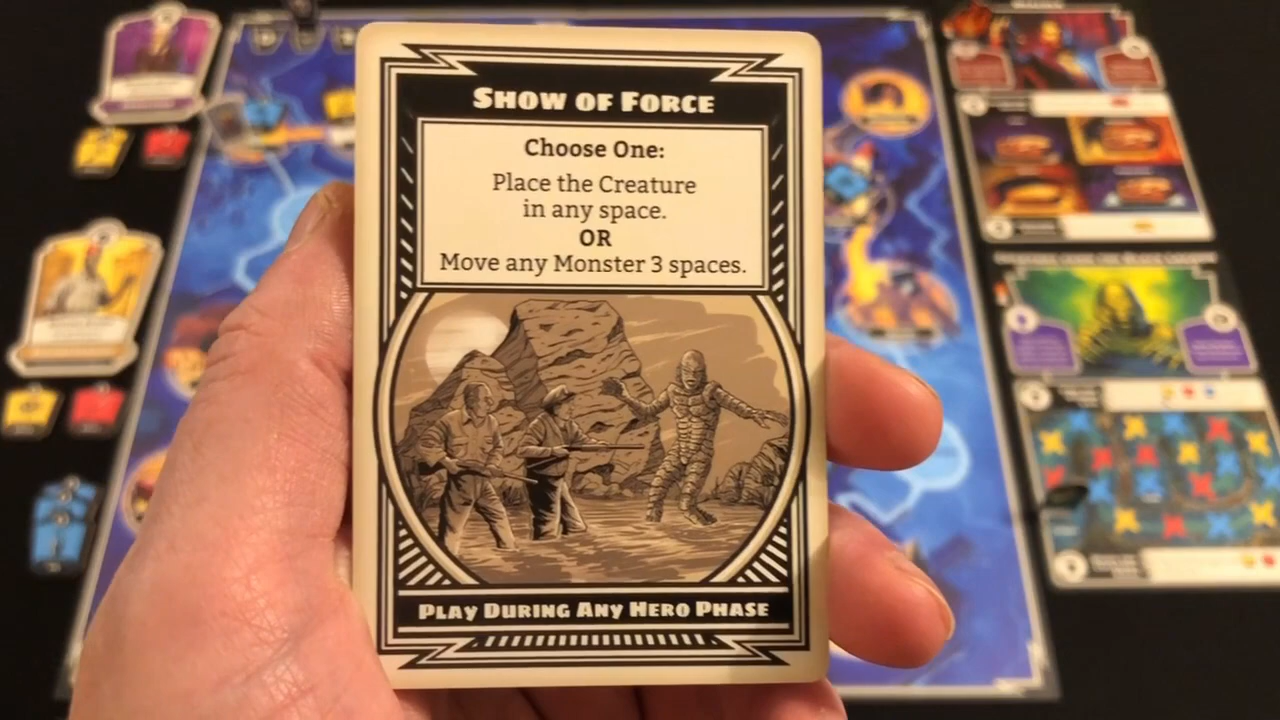 Show of Force
Choose One:
Place the Creature
in any space.
OR
Move any Monster 3 spaces.
Play During Any Hero Phase